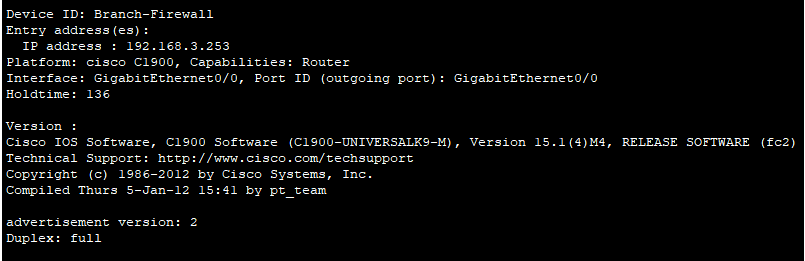 Device ID: Branch-Firewall
Entry address(es):
  IP address : 192.168.3.253
Platform: cisco C1900, Capabilities: Router
Interface: GigabitEthernet0/0, Port ID (outgoing port): GigabitEthernet0/0
Holdtime: 136

Version :
Cisco IOS Software, C1900 Software (C1900-UNIVERSALK9-M), Version 15.1(4)M4, RELEASE SOFTWARE (fc2)
Technical Support: http://www.cisco.com/techsupport
Copyright (c) 1986-2012 by Cisco Systems, Inc.
Compiled Thurs 5-Jan-12 15:41 by pt_team

advertisement version: 2
Duplex: full